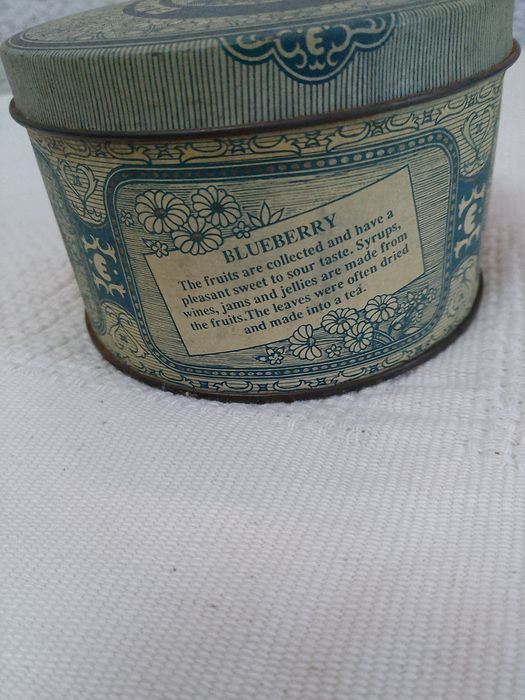 BLUEBERRY
The fruits are collected and have a
pleasant sweet to sour taste. Syrups,
wines, jams and jellies are made from
the fruits.The leaves were often dried
and made into a tea.